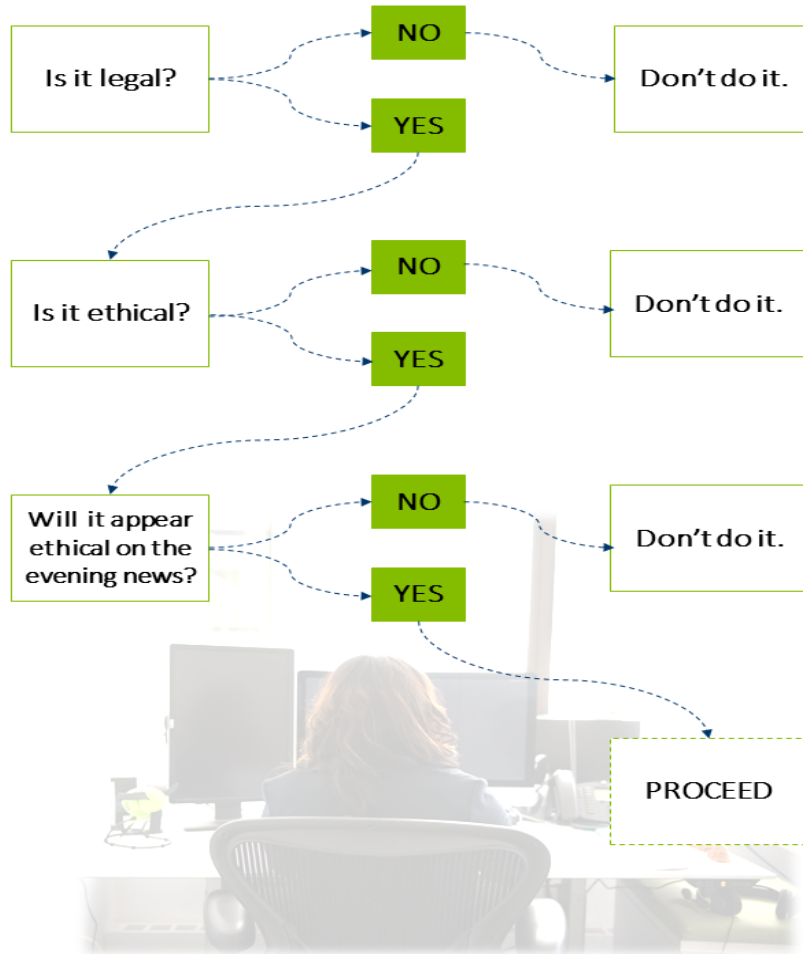 NO
Is it legal?
Don't do it.
YES
NO
Is it ethical?
Don't do it.
YES
NO
Will it appear
ethical on the
evening news?
Don't do it.
YES
PROCEED